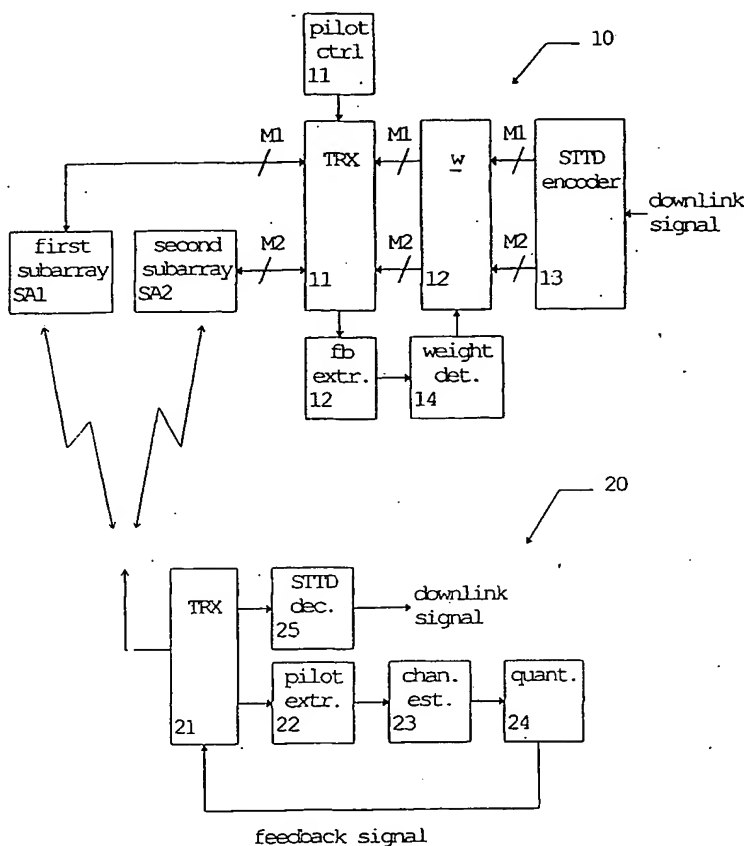 pilot
ctrl
11
10
M1
M1
M1
TRX
w
STTD
encoder
downlink
signal
first
subarray
SA1
second
subarray
SA2
M2
M2
M2
11
12
13
fb
extr.
12
weight
det.
14
20
TRX
21
STTD
dec.
25
downlink
signal
pilot
extr.
22
chan.
est.
23
quant.
24
feedback signal